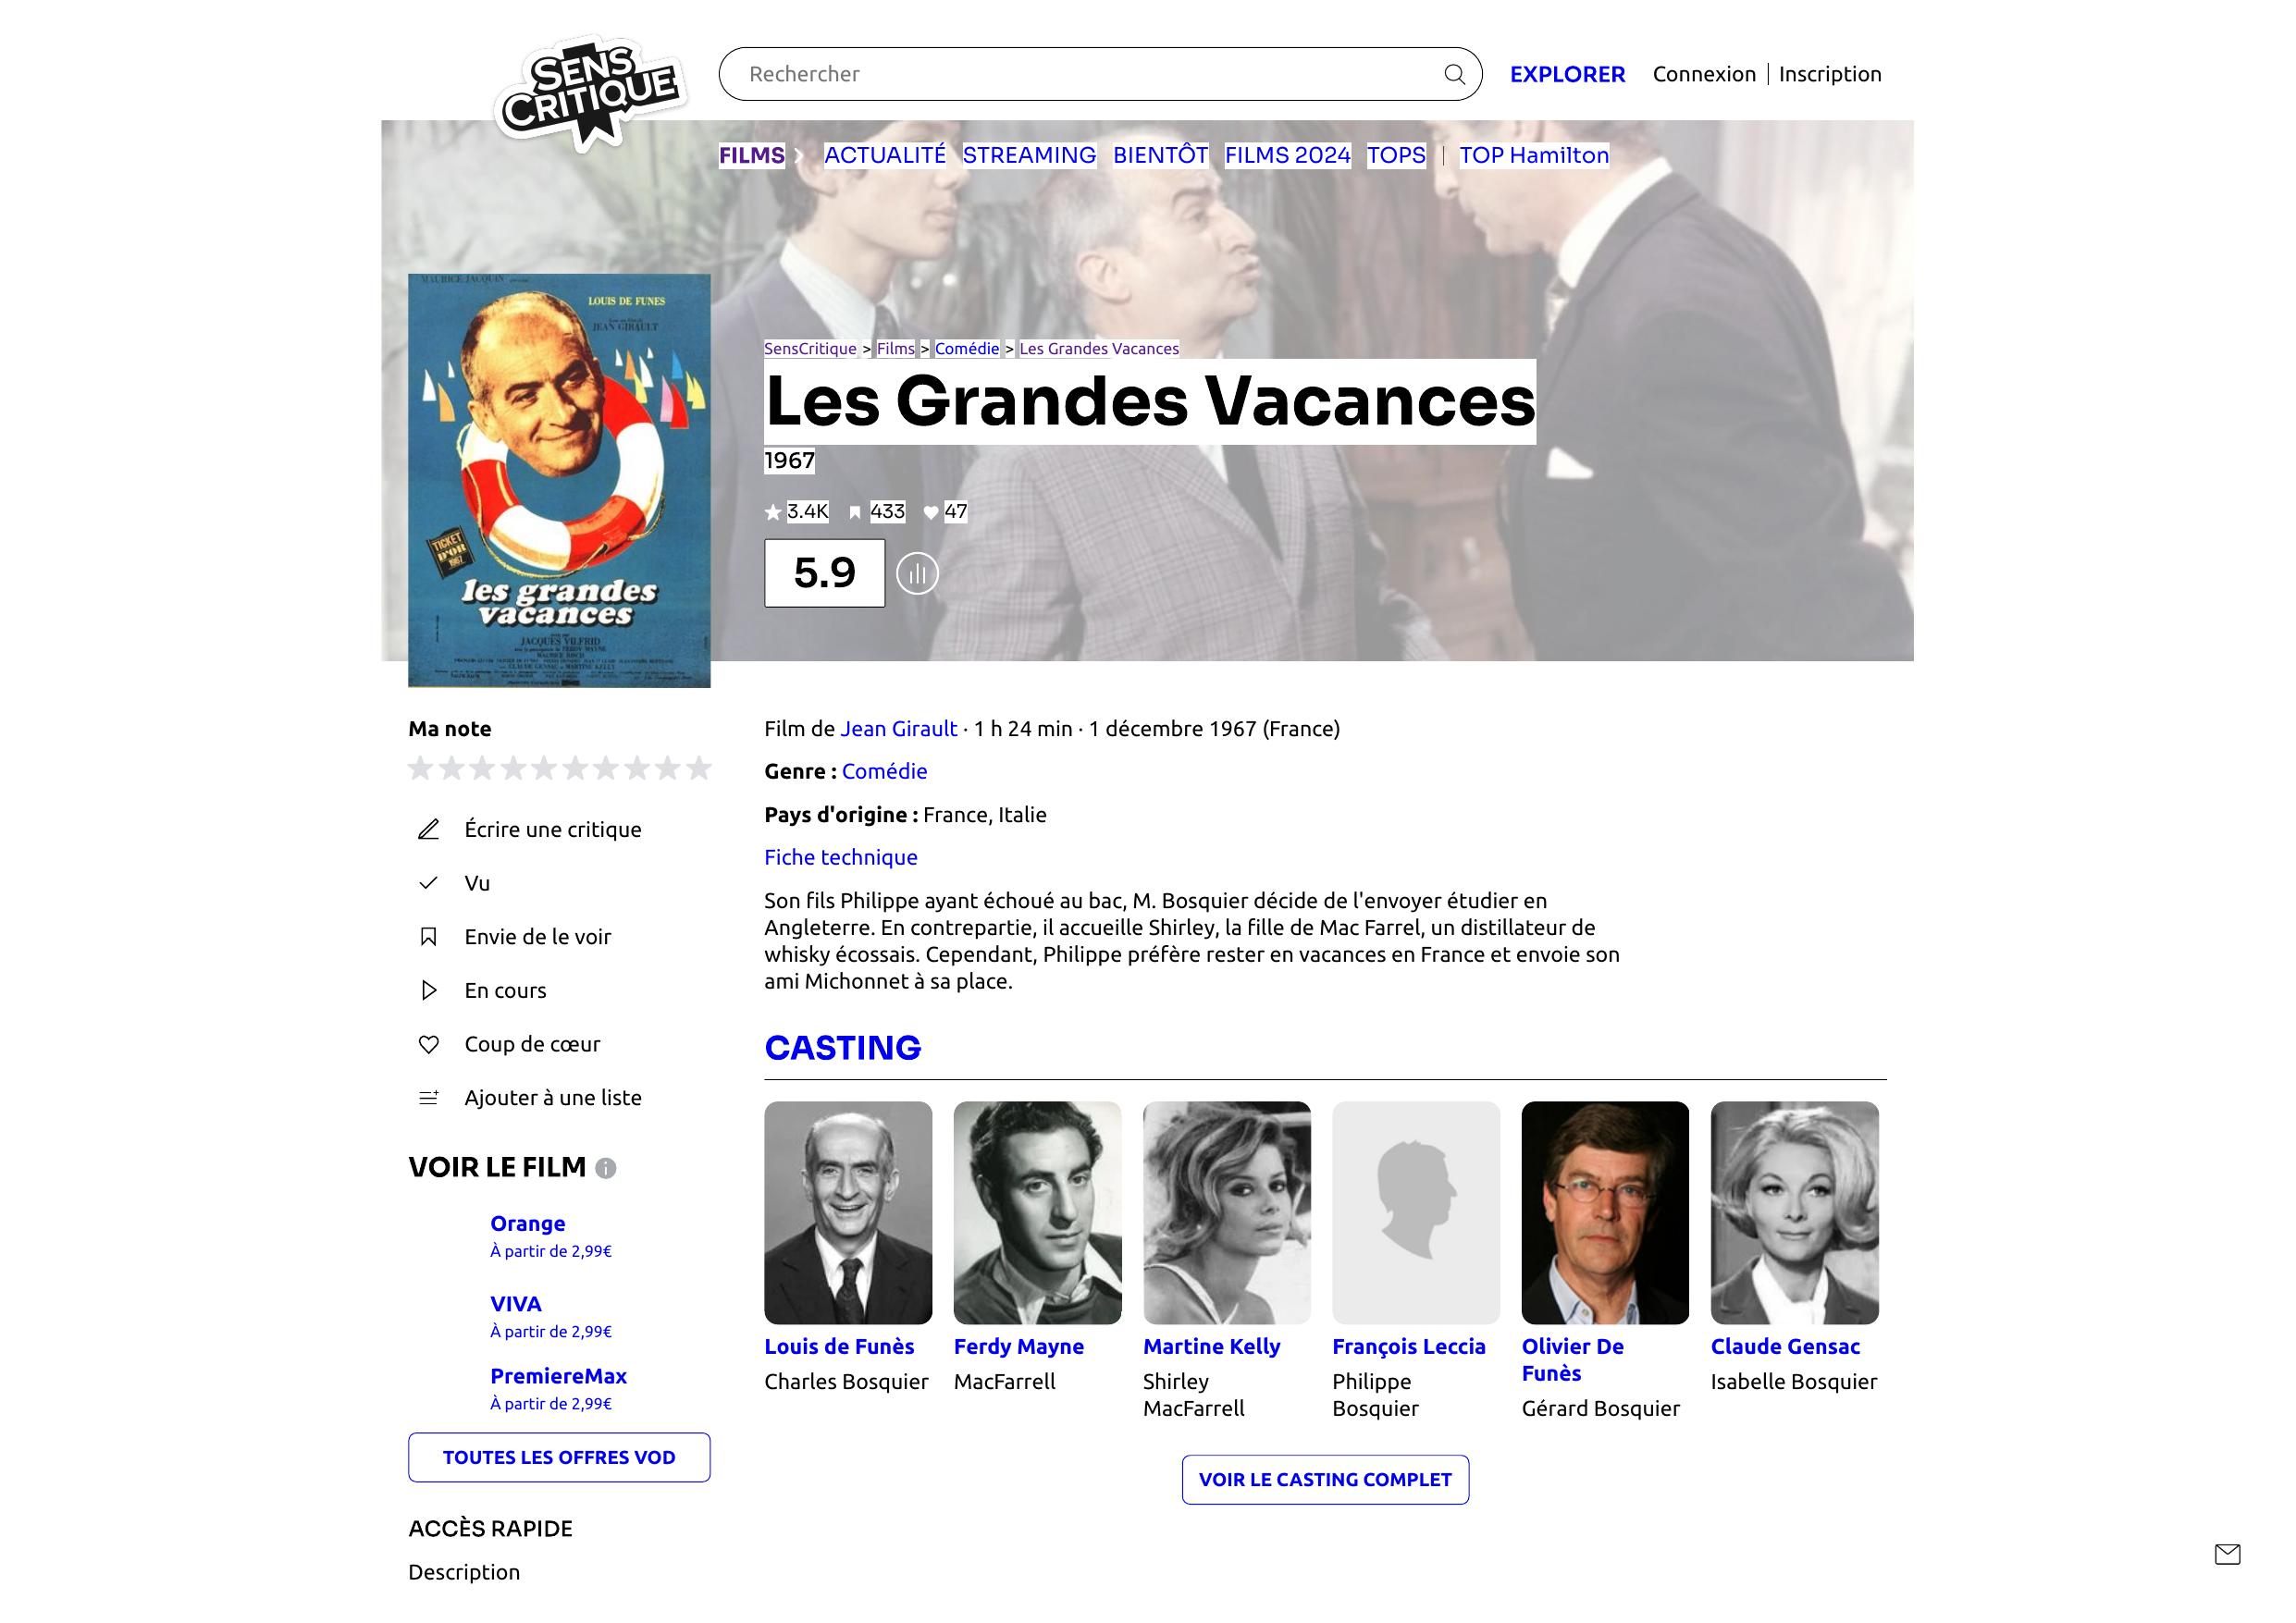 SENS
CRITIQUE
Rechercher
EXPLORER
Connexion | Inscription
FILMS
ACTUALITÉ
STREAMING
BIENTÔT
FILMS 2024
TOPS
|
TOP Hamilton
MAURICE JACQUIN
LOUIS DE FUNES
JEAN GIRAULT
TICKET
D'OR
1967
les grandes
vacances
JACQUES VILFRID
SensCritique > Films > Comédie > Les Grandes Vacances
Les Grandes Vacances
1967
3.4K 433 47
5.9
Ma note
Écrire une critique
Vu
Envie de le voir
En cours
Coup de cœur
Ajouter à une liste
VOIR LE FILM
Orange
À partir de 2,99€
VIVA
À partir de 2,99€
PremiereMax
À partir de 2,99€
TOUTES LES OFFRES VOD
ACCÈS RAPIDE
Description
Film de Jean Girault · 1 h 24 min · 1 décembre 1967 (France)
Genre : Comédie
Pays d'origine : France, Italie
Fiche technique
Son fils Philippe ayant échoué au bac, M. Bosquier décide de l'envoyer étudier en
Angleterre. En contrepartie, il accueille Shirley, la fille de Mac Farrel, un distillateur de
whisky écossais. Cependant, Philippe préfère rester en vacances en France et envoie son
ami Michonnet à sa place.
CASTING
Louis de Funès
Charles Bosquier
Ferdy Mayne
MacFarrell
Martine Kelly
Shirley
MacFarrell
François Leccia
Philippe
Bosquier
Olivier De
Funès
Gérard Bosquier
Claude Gensac
Isabelle Bosquier
VOIR LE CASTING COMPLET